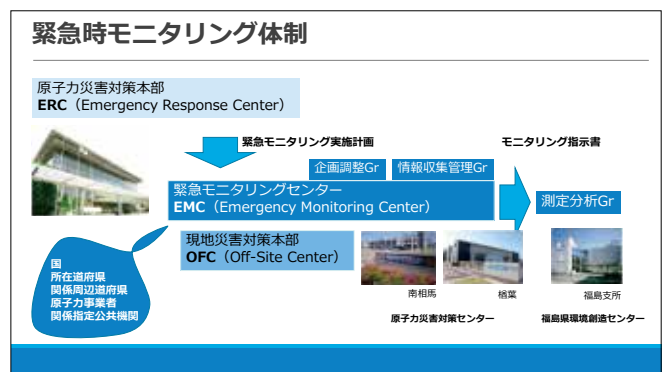 緊急時モニタリング体制
原子力災害対策本部
ERC（Emergency Response Center）
緊急モニタリング実施計画
モニタリング指示書
企画調整Gr
情報収集管理Gr
緊急モニタリングセンター
EMC（Emergency Monitoring Center）
測定分析Gr
現地災害対策本部
OFC（Off-Site Center）
国
所在道府県
関係周辺道府県
原子力事業者
関係指定公共機関
南相馬
楢葉
福島支所
原子力災害対策センター
福島県環境創造センター